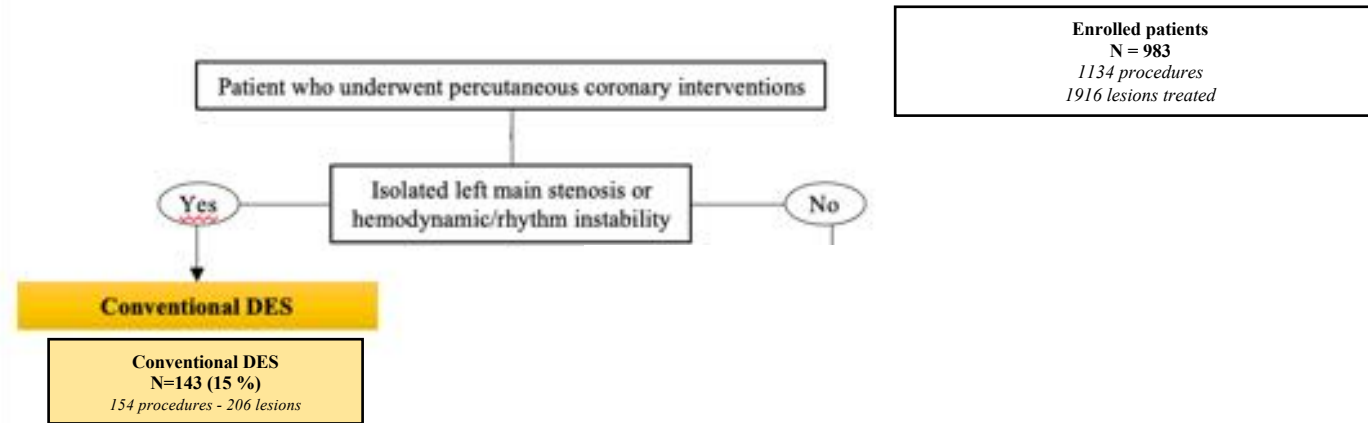 Enrolled patients
N = 983
1134 procedures
1916 lesions treated
Patient who underwent percutaneous coronary interventions
Isolated left main stenosis or
hemodynamic/rhythm instability
Yes
No
Conventional DES
Conventional DES
N=143 (15 %)
154 procedures - 206 lesions